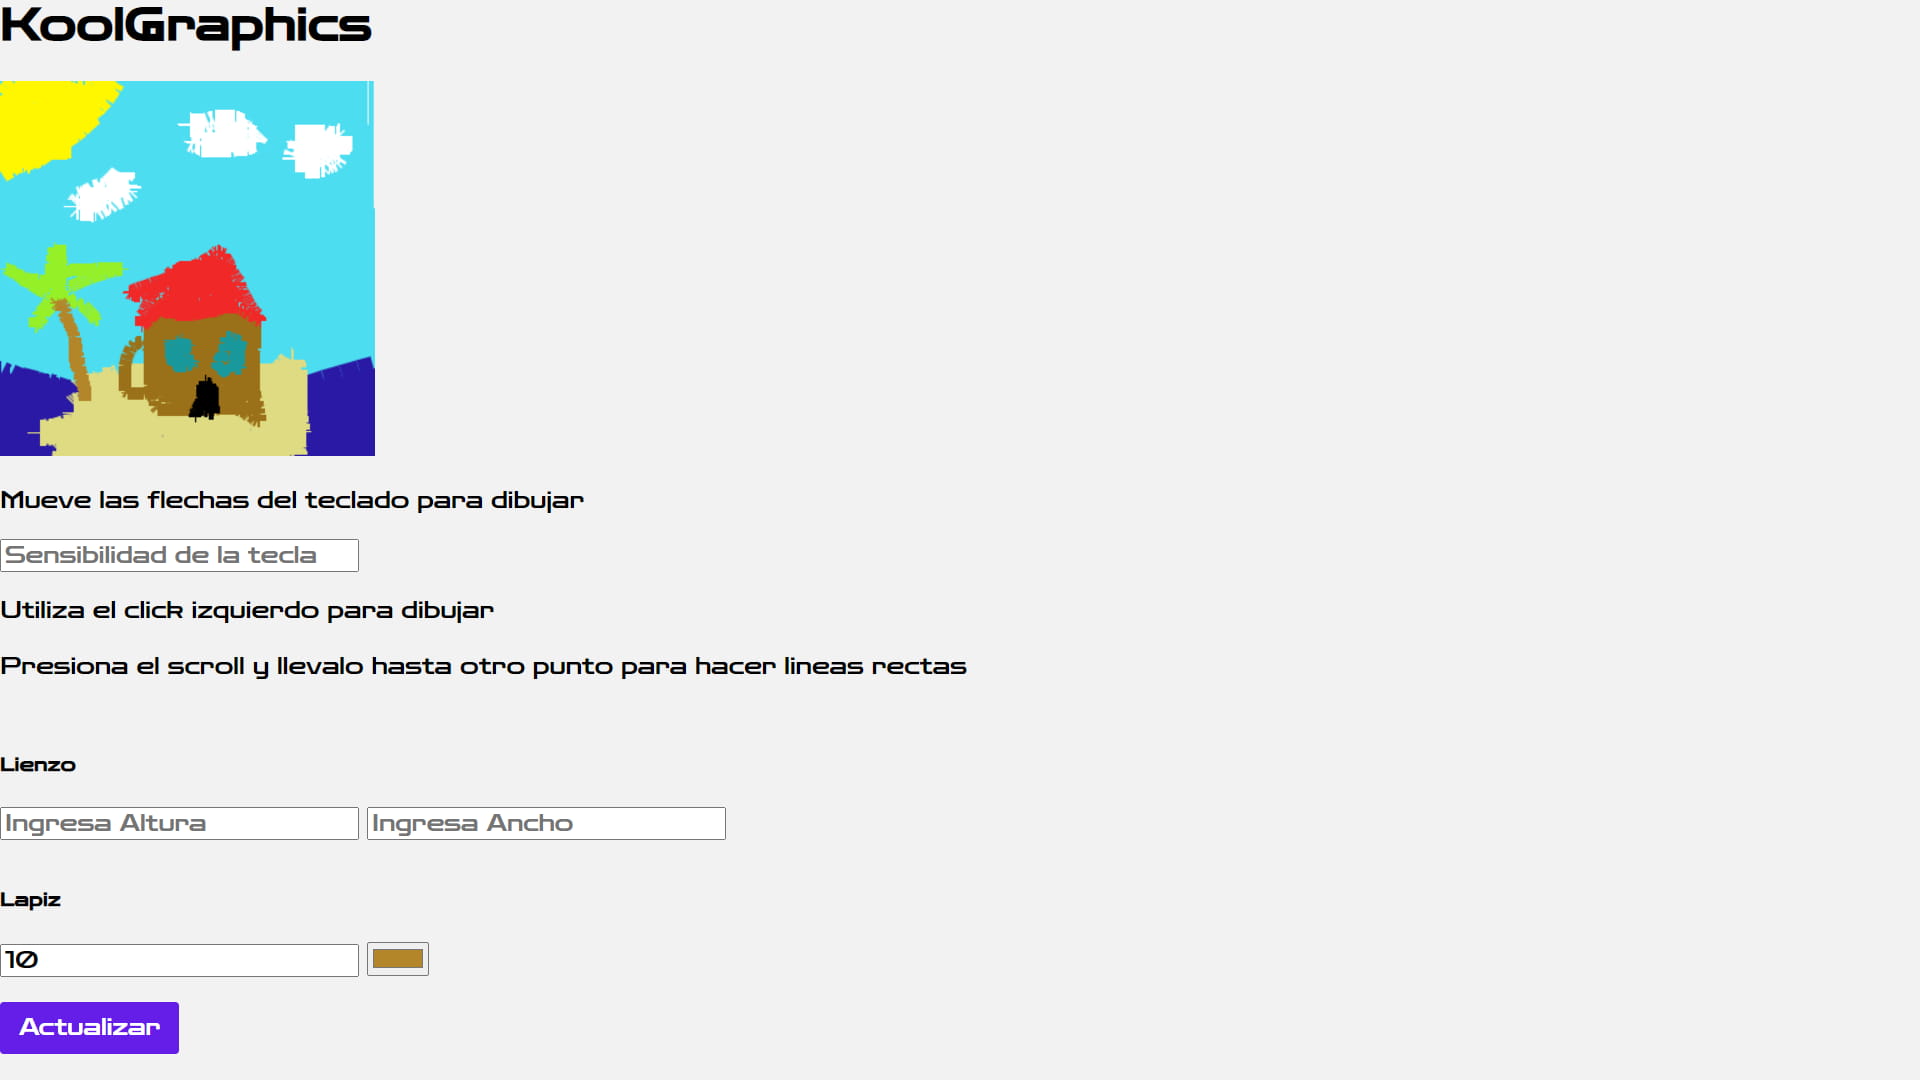 KoolGraphics
Mueve las flechas del teclado para dibujar
Sensibilidad de la tecla
Utiliza el click izquierdo para dibujar
Presiona el scroll y llevalo hasta otro punto para hacer lineas rectas
Lienzo
Ingresa Altura Ingresa Ancho
Lapiz
10
Actualizar